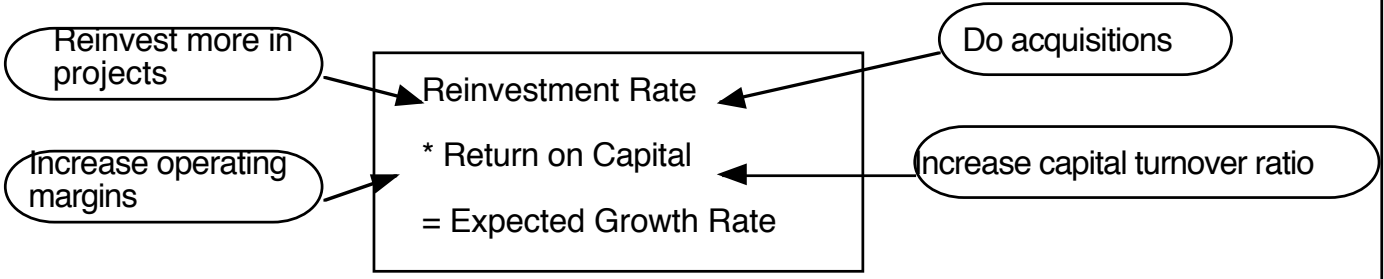 Reinvest more in
projects
Do acquisitions
Reinvestment Rate
* Return on Capital
= Expected Growth Rate
Increase operating
margins
Increase capital turnover ratio